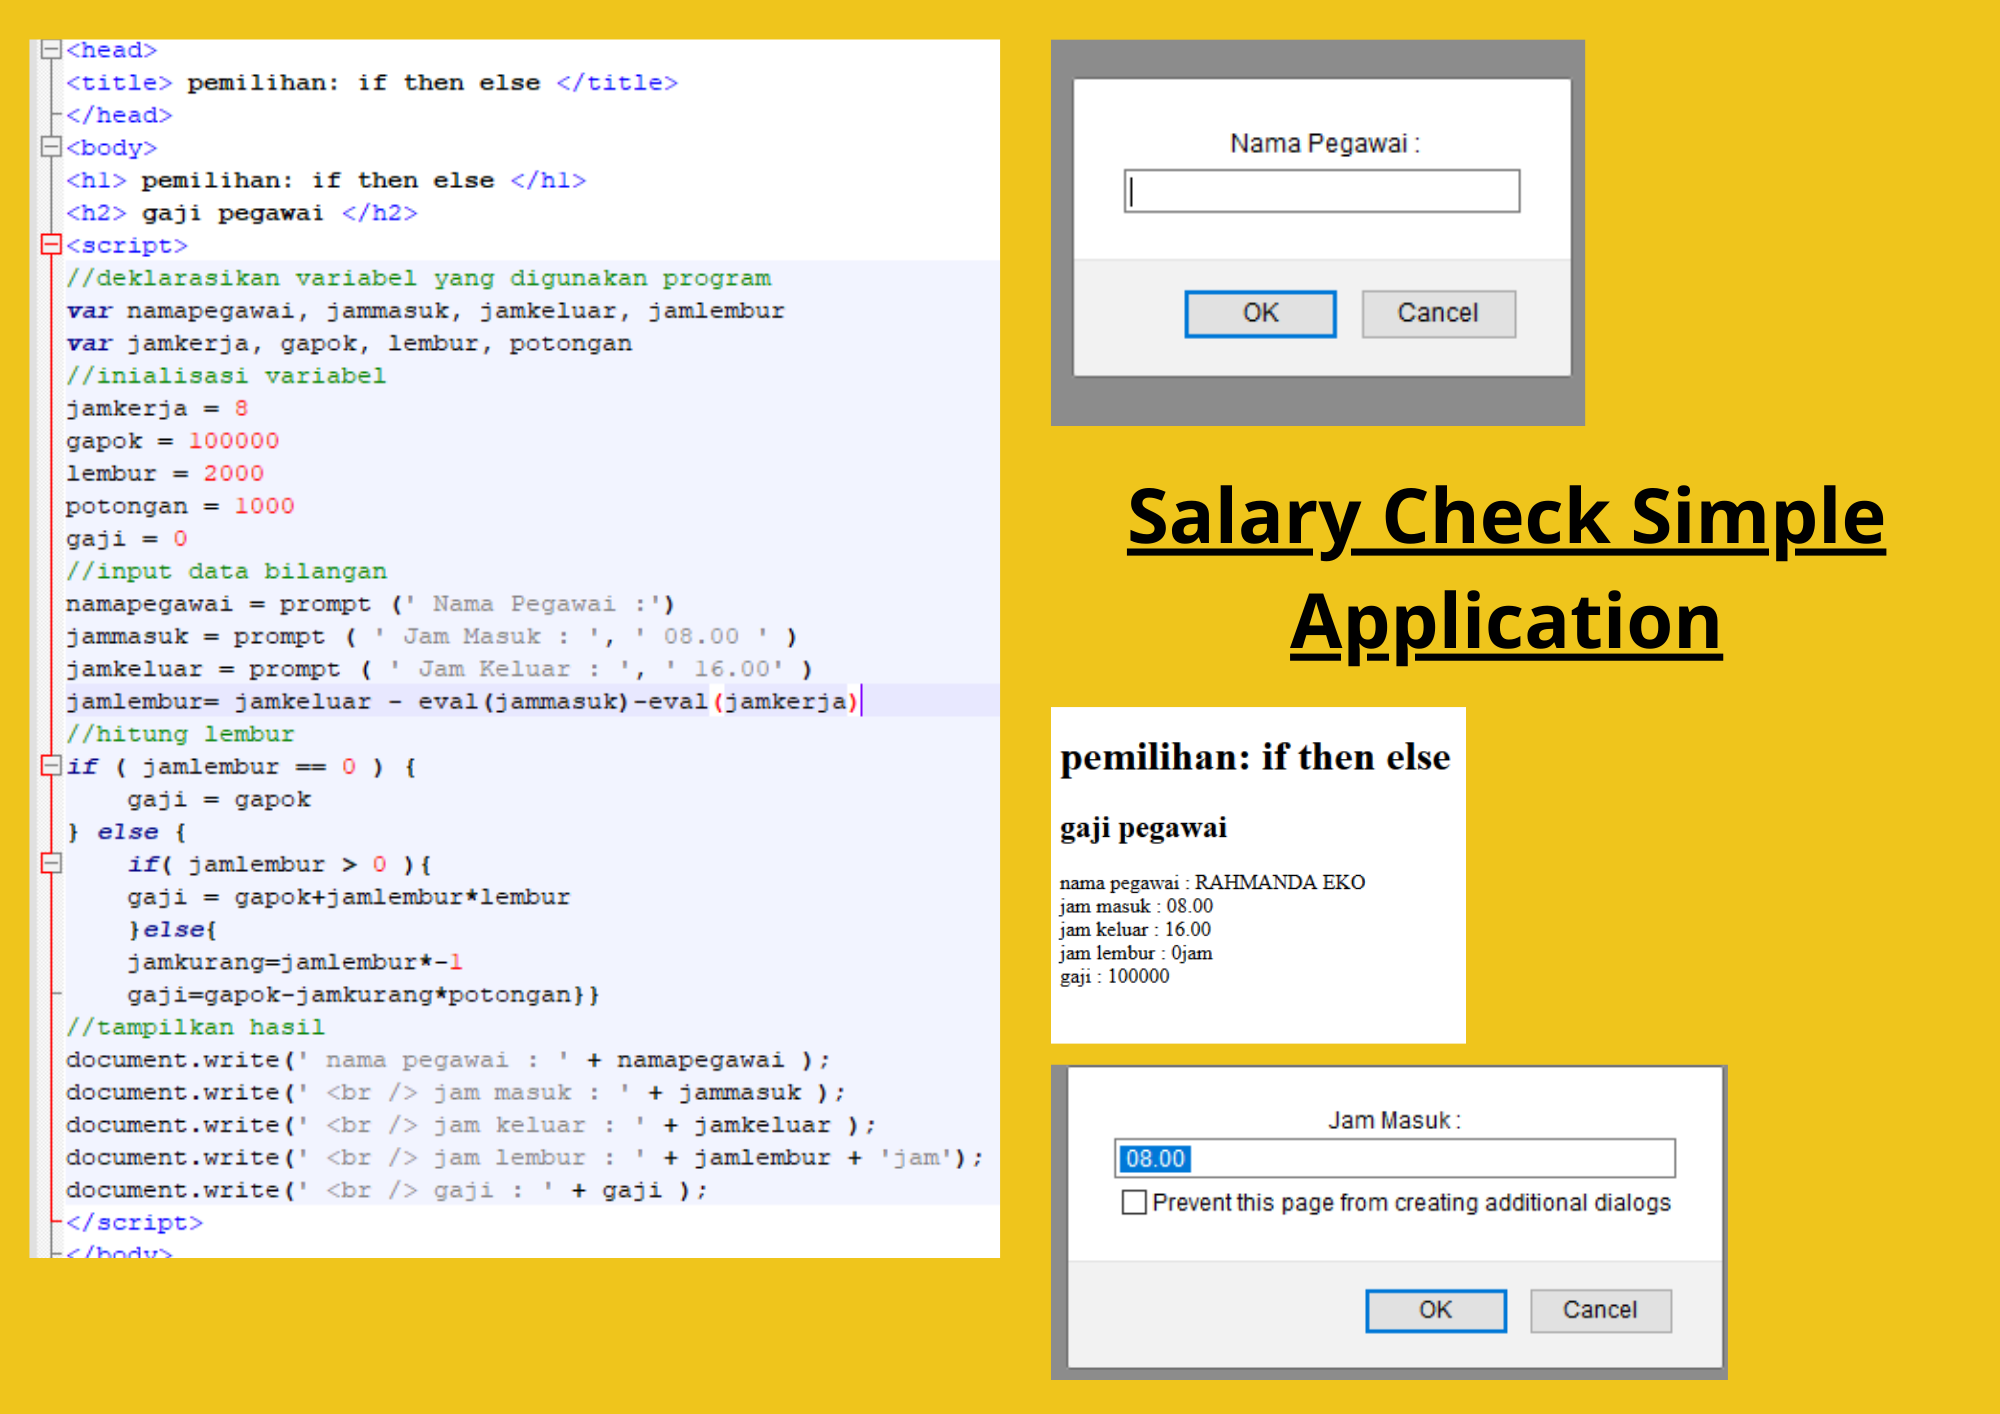 <head>
<title> pemilihan: if then else </title>
</head>
<body>
<h1> pemilihan: if then else </h1>
<h2> gaji pegawai </h2>
<script>
//deklarasikan variabel yang digunakan program
var namapegawai, jammasuk, jamkeluar, jamlembur
var jamkerja, gapok, lembur, potongan
//inialisasi variabel
jamkerja = 8
gapok = 100000
lembur = 2000
potongan = 1000
gaji = 0
//input data bilangan
namapegawai = prompt (' Nama Pegawai :')
jammasuk = prompt ( ' Jam Masuk : ', ' 08.00 ' )
jamkeluar = prompt ( ' Jam Keluar : ', ' 16.00' )
jamlembur= jamkeluar - eval(jammasuk)-eval(jamkerja)
//hitung lembur
if ( jamlembur == 0 ) {
    gaji = gapok
} else {
    if( jamlembur > 0 ){
    gaji = gapok+jamlembur*lembur
    }else{
    jamkurang=jamlembur*-1
    gaji=gapok-jamkurang*potongan}}
//tampilkan hasil
document.write(' nama pegawai : ' + namapegawai );
document.write(' <br /> jam masuk : ' + jammasuk );
document.write(' <br /> jam keluar : ' + jamkeluar );
document.write(' <br /> jam lembur : ' + jamlembur + 'jam');
document.write(' <br /> gaji : ' + gaji );
</script>
</body>
Nama Pegawai :
OK Cancel
Salary Check Simple
Application
pemilihan: if then else
gaji pegawai
nama pegawai : RAHMANDA EKO
jam masuk : 08.00
jam keluar : 16.00
jam lembur : 0jam
gaji : 100000
Jam Masuk :
08.00
Prevent this page from creating additional dialogs
OK Cancel